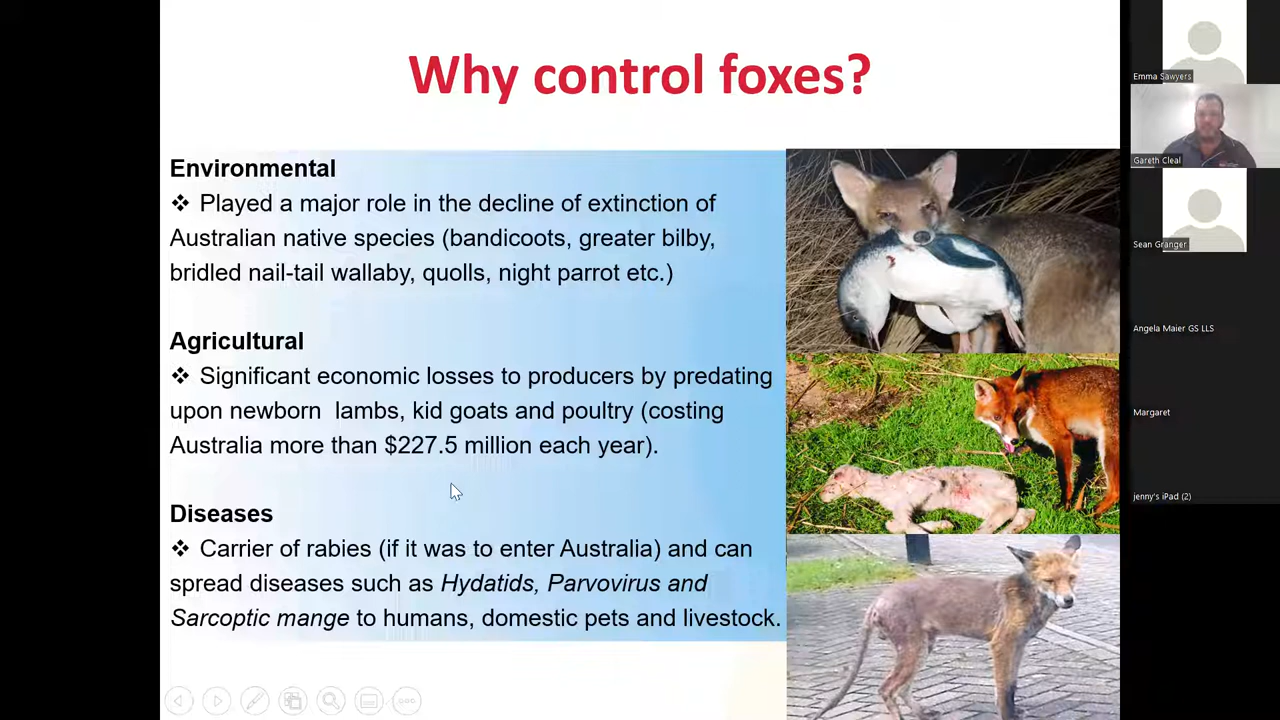 Why control foxes?
Environmental
❖ Played a major role in the decline of extinction of
Australian native species (bandicoots, greater bilby,
bridled nail-tail wallaby, quolls, night parrot etc.)
Agricultural
❖ Significant economic losses to producers by predating
upon newborn  lambs, kid goats and poultry (costing
Australia more than $227.5 million each year).
Diseases
❖ Carrier of rabies (if it was to enter Australia) and can
spread diseases such as Hydatids, Parvovirus and
Sarcoptic mange to humans, domestic pets and livestock.
Emma Sawyers
Gareth Cleal
Sean Granger
Angela Maier GS LLS
Margaret
jenny's iPad (2)